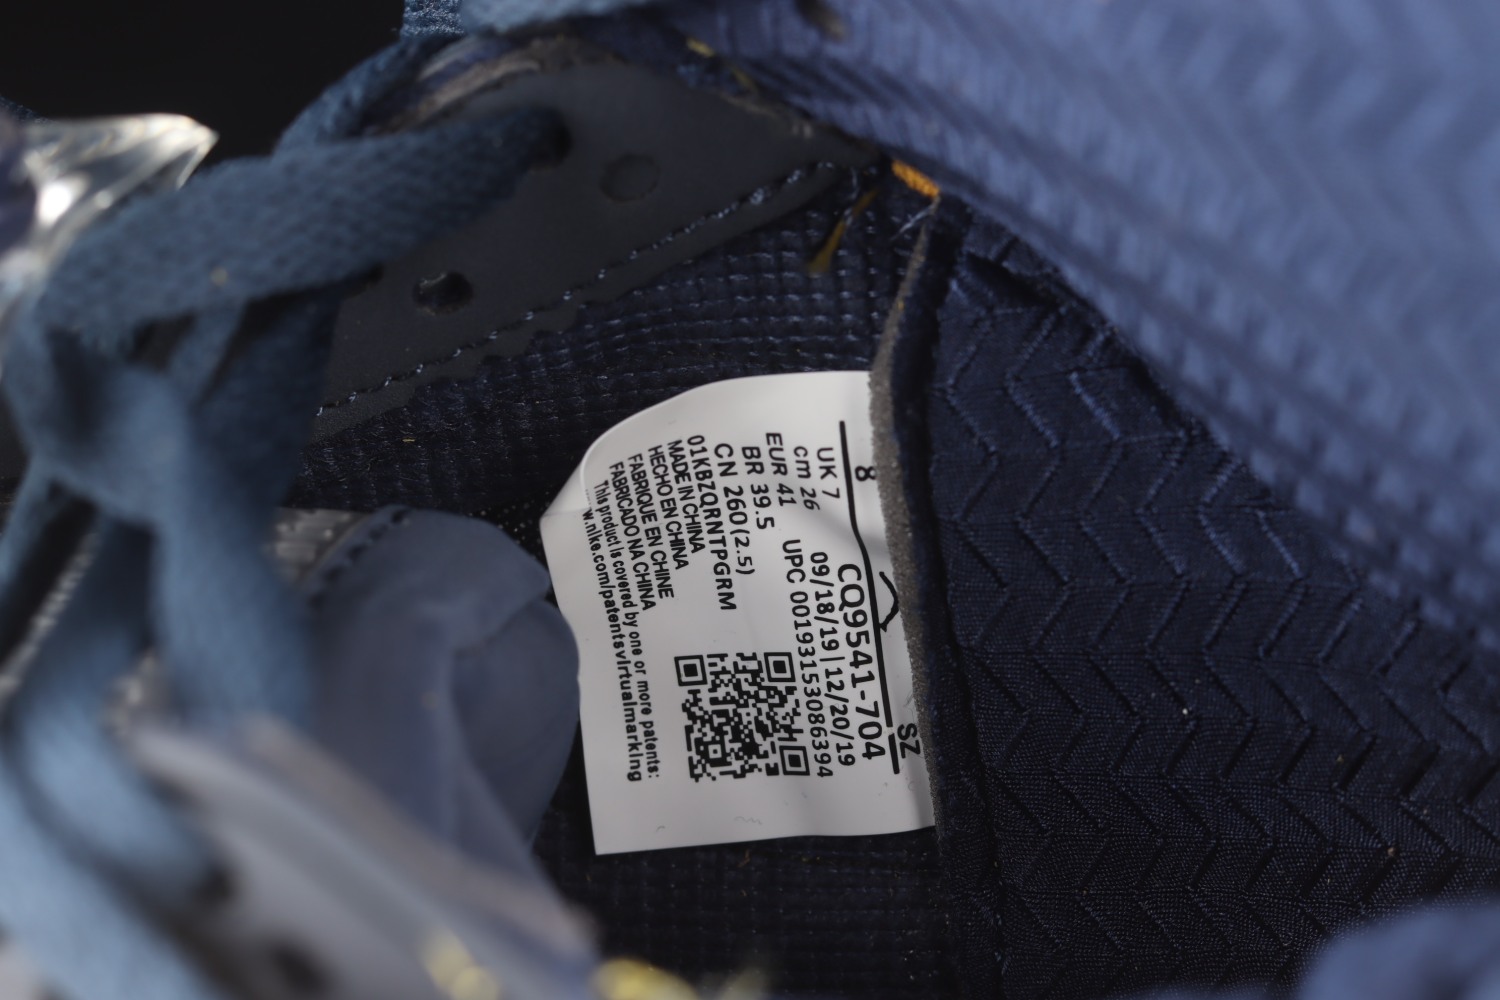 8
SZ
UK 7
CQ9541-704
cm 26
09/18/19|12/20/19
EUR 41
UPC 00193153086394
BR 39.5
CN 260(2.5)
01KBZQRNTPGRM
MADE IN CHINA
HECHO EN CHINA
FABRIQUE EN CHINE
FABRICADO NA CHINA
This product is covered by one or more patents:
w.nike.com/patentsvirtualmarking